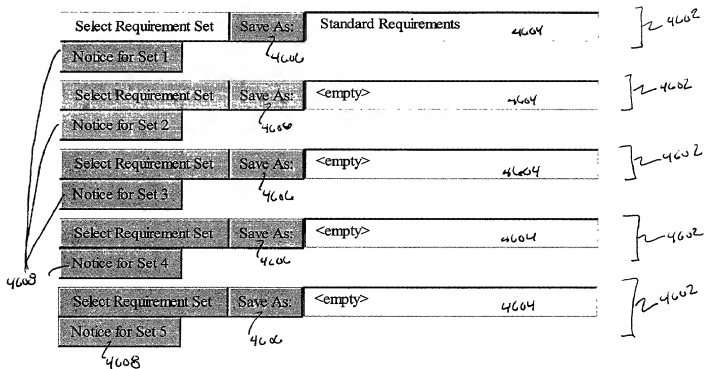 Select Requirement Set Save As: Standard Requirements 4604 4602
Notice for Set 1 4606
Select Requirement Set Save As: <empty> 4604 4602
Notice for Set 2 4606
Select Requirement Set Save As: <empty> 4604 4602
Notice for Set 3 4606
Select Requirement Set Save As: <empty> 4604 4602
4608 Notice for Set 4 4606
Select Requirement Set Save As: <empty> 4604 4602
Notice for Set 5 4606
4608